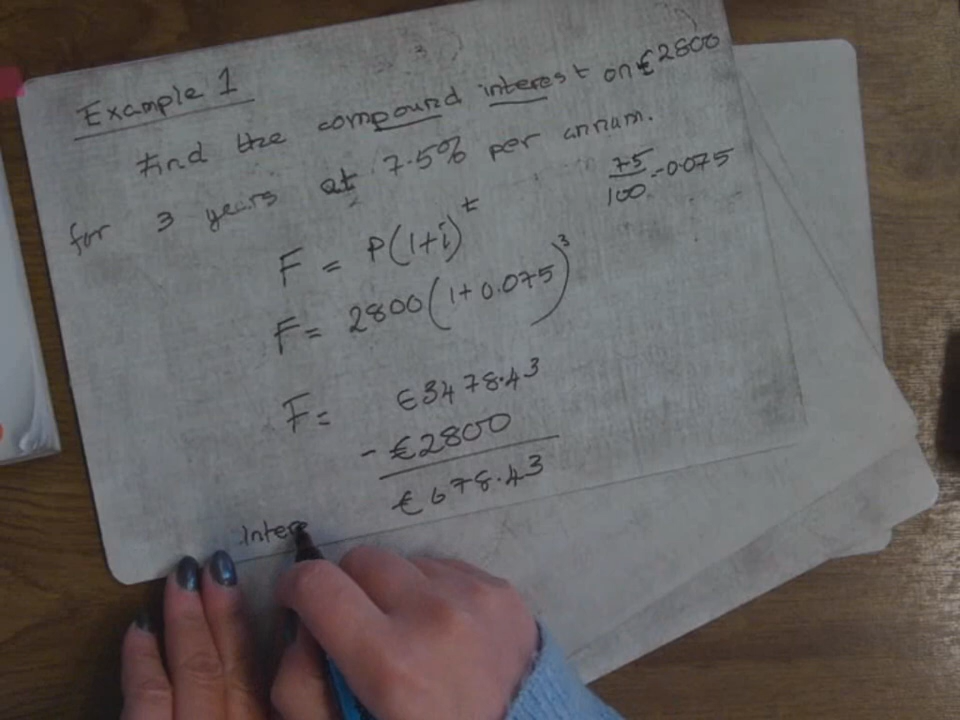 Example 1
Find the compound interest on €2800
for 3 years at 7.5% per annum.
7.5/100 = 0.075
F = P(1+i)^t
F = 2800(1+0.075)^3
F = €3478.43
- €2800
€678.43
Intere